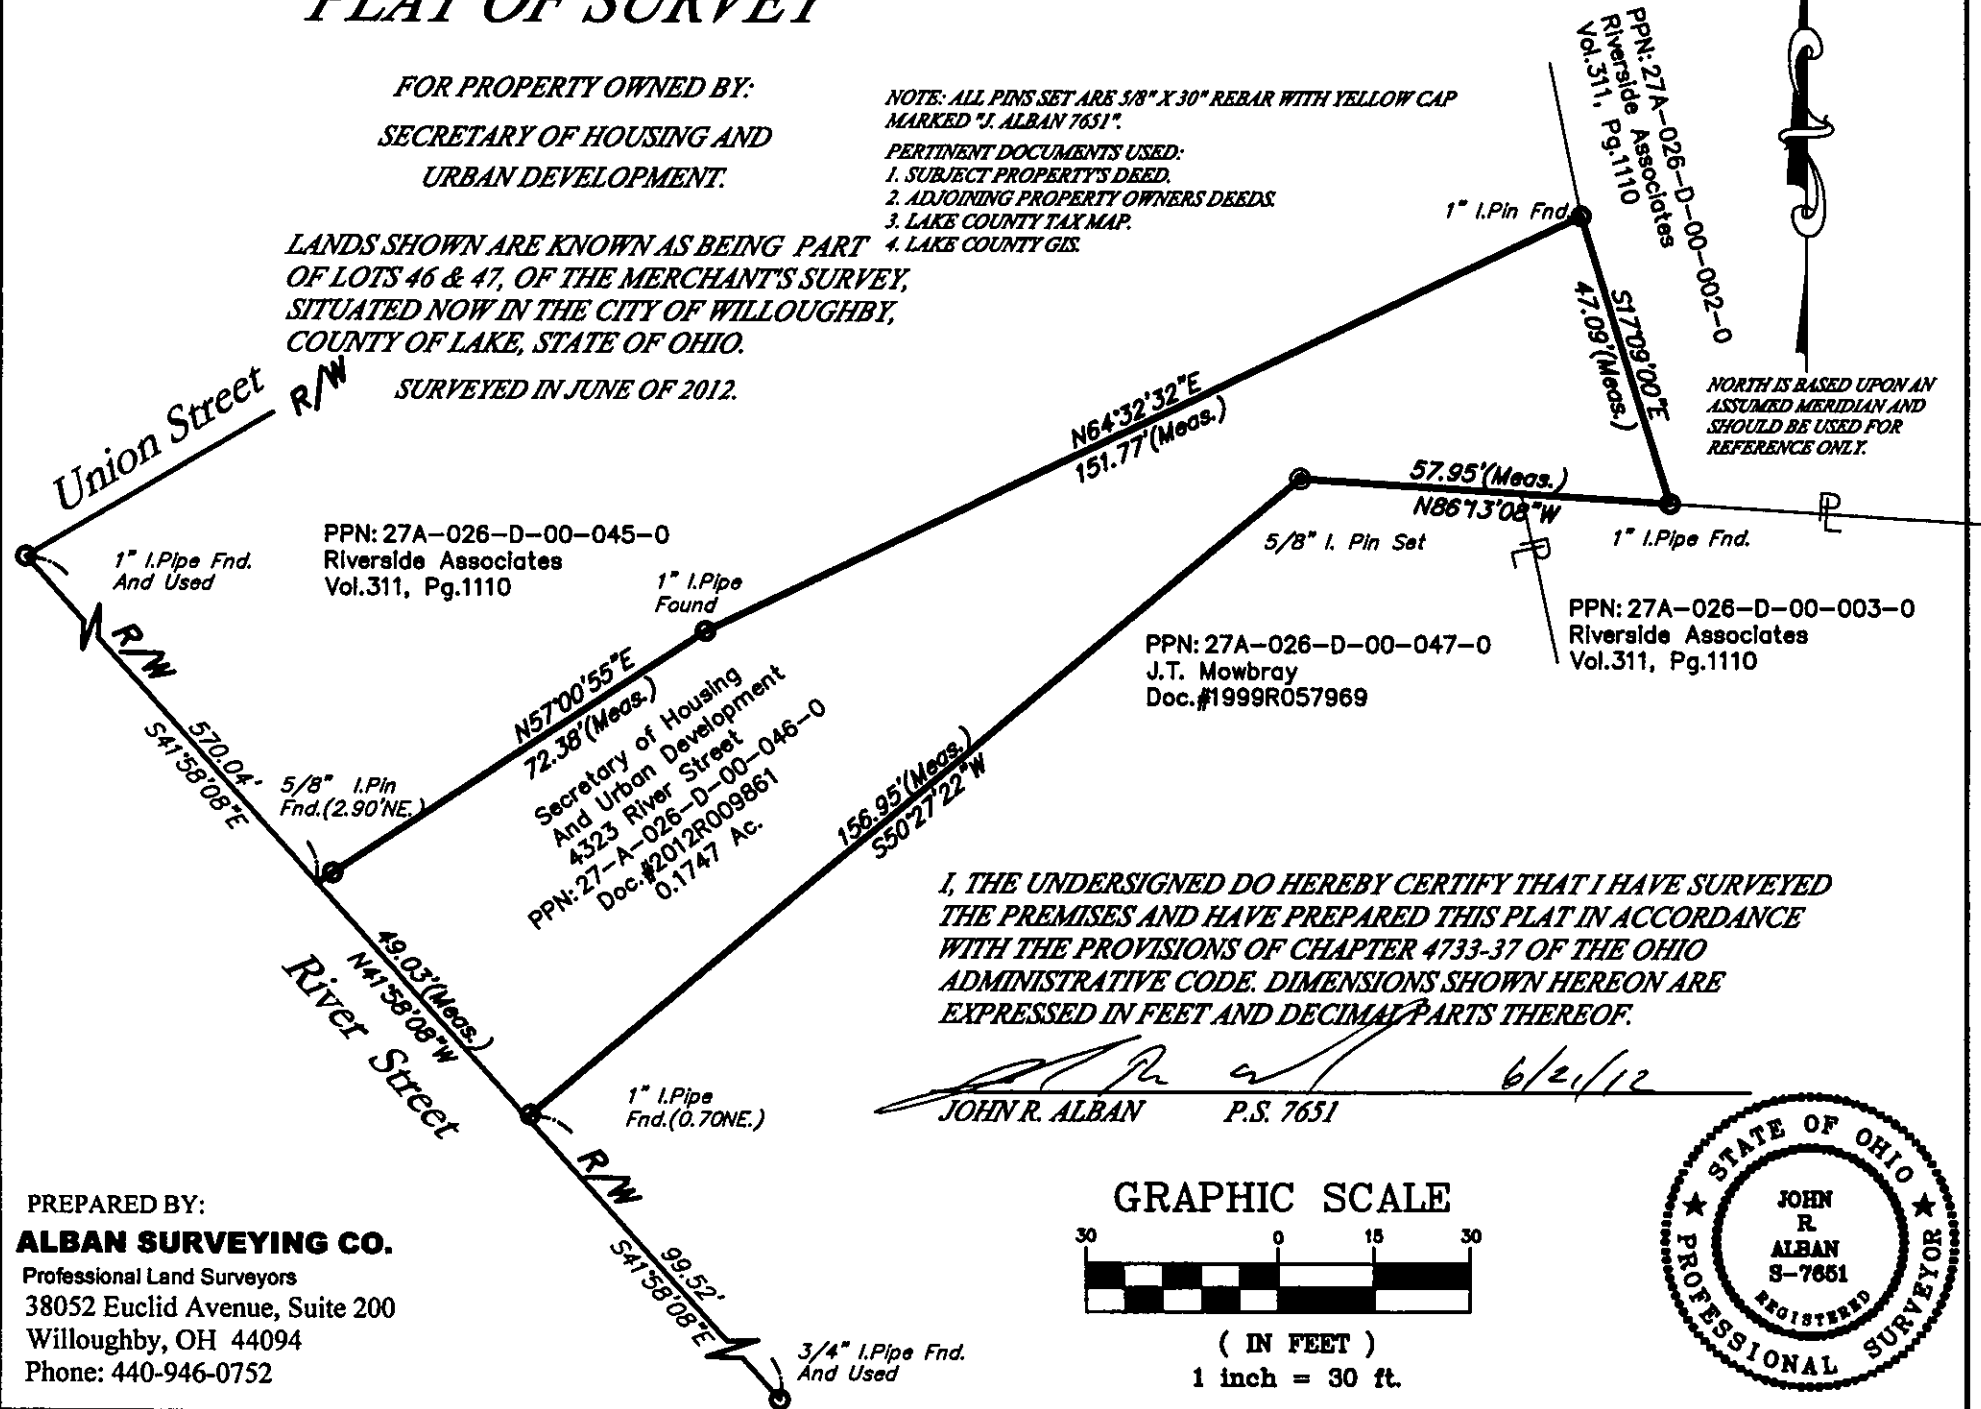 PLAT OF SURVEY
FOR PROPERTY OWNED BY:
SECRETARY OF HOUSING AND
URBAN DEVELOPMENT.
LANDS SHOWN ARE KNOWN AS BEING PART
OF LOTS 46 & 47, OF THE MERCHANT'S SURVEY,
SITUATED NOW IN THE CITY OF WILLOUGHBY,
COUNTY OF LAKE, STATE OF OHIO.
SURVEYED IN JUNE OF 2012.
NOTE: ALL PINS SET ARE 5/8" X 30" REBAR WITH YELLOW CAP
MARKED "J. ALBAN 7651".
PERTINENT DOCUMENTS USED:
1. SUBJECT PROPERTY'S DEED.
2. ADJOINING PROPERTY OWNERS DEEDS.
3. LAKE COUNTY TAX MAP.
4. LAKE COUNTY GIS.
PPN: 27A-026-D-00-002-0
Riverside Associates
Vol.311, Pg.1110
1" I.Pin Fnd.
S17°09'00"E
47.09'(Meas.)
NORTH IS BASED UPON AN
ASSUMED MERIDIAN AND
SHOULD BE USED FOR
REFERENCE ONLY.
Union Street
R/W
N64°32'32"E
151.77'(Meas.)
57.95'(Meas.)
N86°13'08"W
5/8" I. Pin Set
1" I.Pipe Fnd.
PL
PL
1" I.Pipe Fnd.
And Used
PPN: 27A-026-D-00-045-0
Riverside Associates
Vol.311, Pg.1110
1" I.Pipe
Found
PPN: 27A-026-D-00-047-0
J.T. Mowbray
Doc.#1999R057969
PPN: 27A-026-D-00-003-0
Riverside Associates
Vol.311, Pg.1110
R/W
570.04'
S41°58'08"E
5/8" I.Pin
Fnd.(2.90'NE.)
N57°00'55"E
72.38'(Meas.)
Secretary of Housing
And Urban Development
4323 River Street
PPN: 27-A-026-D-00-046-0
Doc.#2012R009861
0.1747 Ac.
156.95'(Meas.)
S50°27'22"W
49.03'(Meas.)
N41°58'08"W
River Street
1" I.Pipe
Fnd.(0.70NE.)
R/W
99.52'
S41°58'08"E
3/4" I.Pipe Fnd.
And Used
I, THE UNDERSIGNED DO HEREBY CERTIFY THAT I HAVE SURVEYED
THE PREMISES AND HAVE PREPARED THIS PLAT IN ACCORDANCE
WITH THE PROVISIONS OF CHAPTER 4733-37 OF THE OHIO
ADMINISTRATIVE CODE. DIMENSIONS SHOWN HEREON ARE
EXPRESSED IN FEET AND DECIMAL PARTS THEREOF.
6/21/12
JOHN R. ALBAN P.S. 7651
PREPARED BY:
ALBAN SURVEYING CO.
Professional Land Surveyors
38052 Euclid Avenue, Suite 200
Willoughby, OH 44094
Phone: 440-946-0752
GRAPHIC SCALE
30 0 15 30
( IN FEET )
1 inch = 30 ft.
STATE OF OHIO
JOHN
R.
ALBAN
S-7651
REGISTERED
PROFESSIONAL SURVEYOR